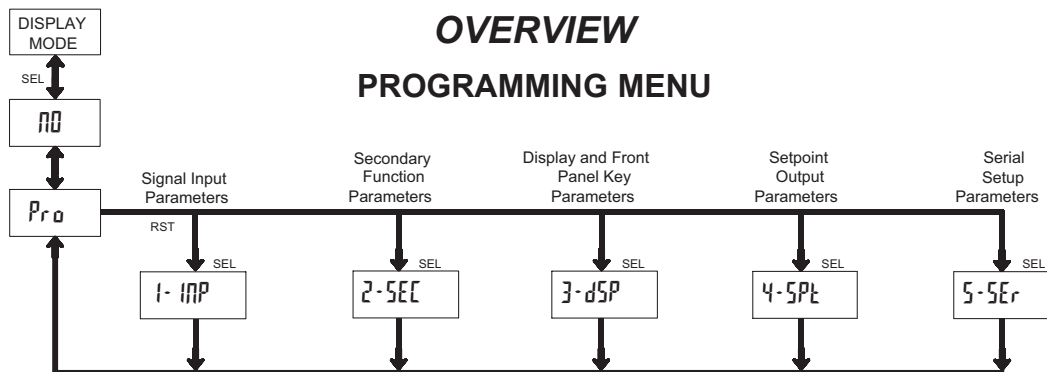 OVERVIEW
PROGRAMMING MENU
DISPLAY
MODE
SEL
NO
Pro
Signal Input
Parameters
RST
SEL
1-INP
Secondary
Function
Parameters
SEL
2-SEC
Display and Front
Panel Key
Parameters
SEL
3-dSP
Setpoint
Output
Parameters
SEL
4-SPt
Serial
Setup
Parameters
SEL
5-SEr